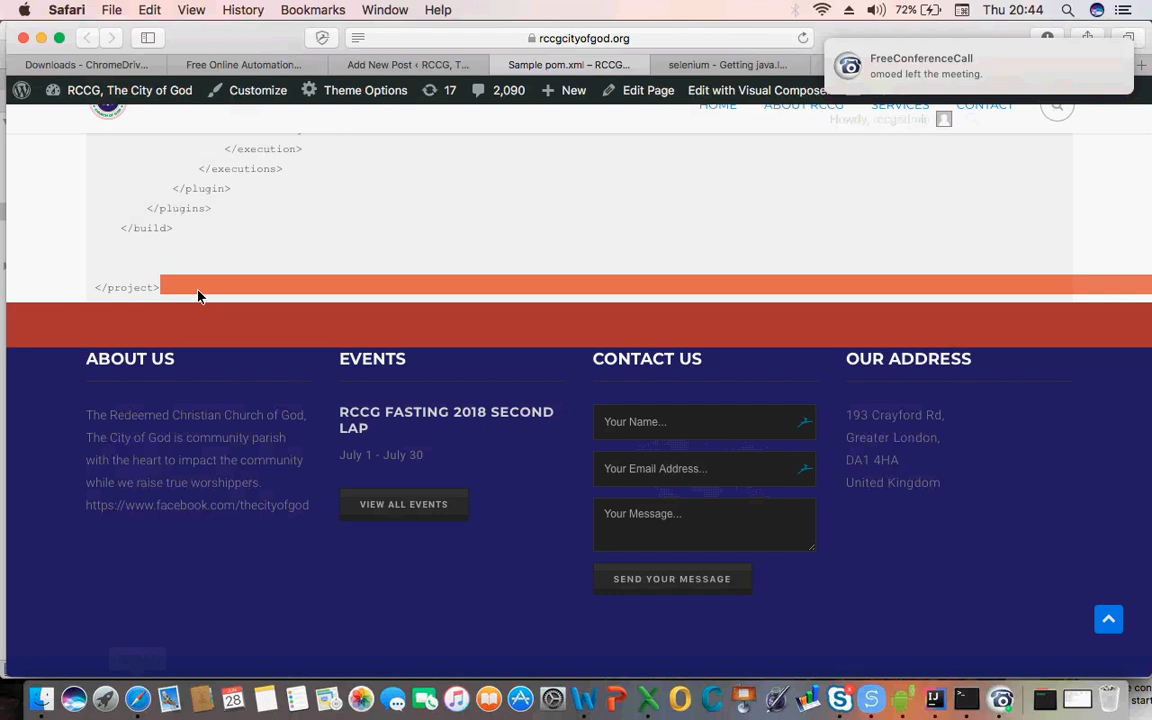 Safari File Edit View History Bookmarks Window Help 72% Thu 20:44
rccgcityofgod.org
FreeConferenceCall
omoed left the meeting.
Downloads - ChromeDriv... Free Online Automation... Add New Post ‹ RCCG, T... Sample pom.xml – RCCG... selenium - Getting java.l...
RCCG, The City of God Customize Theme Options 17 2,090 New Edit Page Edit with Visual Compose
HOME ABOUT RCCG SERVICES CONTACT
Howdy,
</execution>
</executions>
</plugin>
</plugins>
</build>
</project>
ABOUT US
The Redeemed Christian Church of God,
The City of God is community parish
with the heart to impact the community
while we raise true worshippers.
https://www.facebook.com/thecityofgod
EVENTS
RCCG FASTING 2018 SECOND
LAP
July 1 - July 30
VIEW ALL EVENTS
CONTACT US
Your Name...
Your Email Address...
Your Message...
SEND YOUR MESSAGE
OUR ADDRESS
193 Crayford Rd,
Greater London,
DA1 4HA
United Kingdom
28